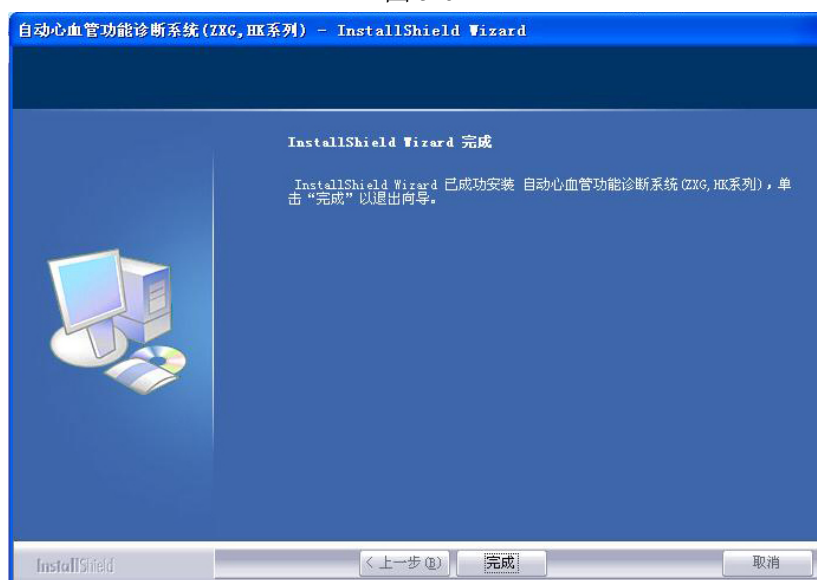 自动心血管功能诊断系统(ZXG,HK系列) - InstallShield Wizard
InstallShield Wizard 完成
InstallShield Wizard 已成功安装 自动心血管功能诊断系统(ZXG,HK系列)，单
击“完成”以退出向导。
InstallShield
<上一步(B)
完成
取消